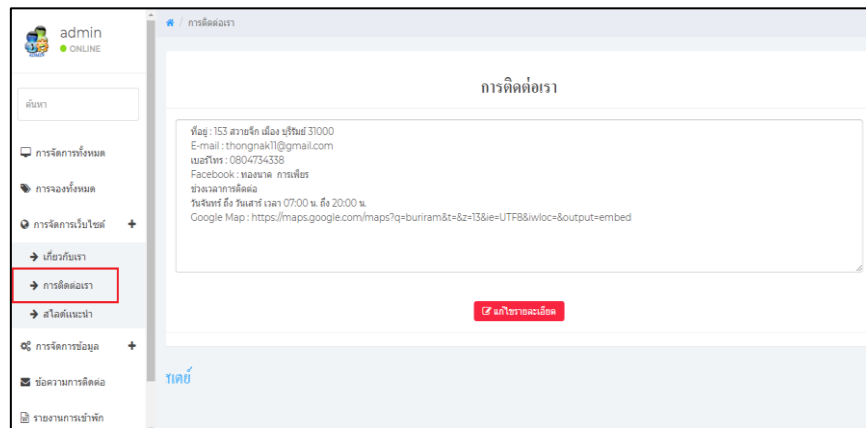 admin
ONLINE
ADMIN
ค้นหา
การจัดการทั้งหมด
การจองทั้งหมด
การจัดการเว็บไซต์ +
เกี่ยวกับเรา
การติดต่อเรา
สไลด์แนะนำ
การจัดการข้อมูล +
ข้อความการติดต่อ
รายงานการเข้าพัก
/ การติดต่อเรา
การติดต่อเรา
ที่อยู่ : 153 สวายจีก เมือง บุรีรัมย์ 31000
E-mail : thongnak11@gmail.com
เบอร์โทร : 0804734338
Facebook : ทองนาค การเพียร
ช่วงเวลาการติดต่อ
วันจันทร์ ถึง วันเสาร์ เวลา 07:00 น. ถึง 20:00 น.
Google Map : https://maps.google.com/maps?q=buriram&t=&z=13&ie=UTF8&iwloc=&output=embed
แก้ไขรายละเอียด
สเตย์